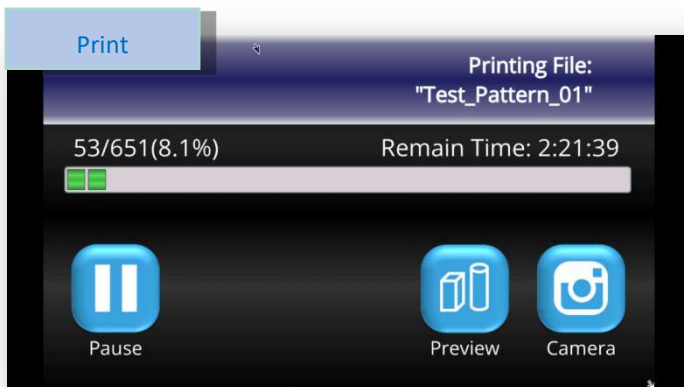 Print
Printing File:
"Test_Pattern_01"
53/651(8.1%)
Remain Time: 2:21:39
Pause
Preview
Camera